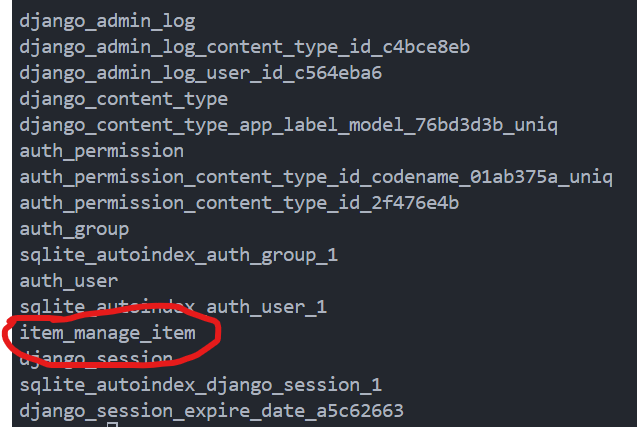 django_admin_log
django_admin_log_content_type_id_c4bce8eb
django_admin_log_user_id_c564eba6
django_content_type
django_content_type_app_label_model_76bd3d3b_uniq
auth_permission
auth_permission_content_type_id_codename_01ab375a_uniq
auth_permission_content_type_id_2f476e4b
auth_group
sqlite_autoindex_auth_group_1
auth_user
sqlite_autoindex_auth_user_1
item_manage_item
django_session
sqlite_autoindex_django_session_1
django_session_expire_date_a5c62663